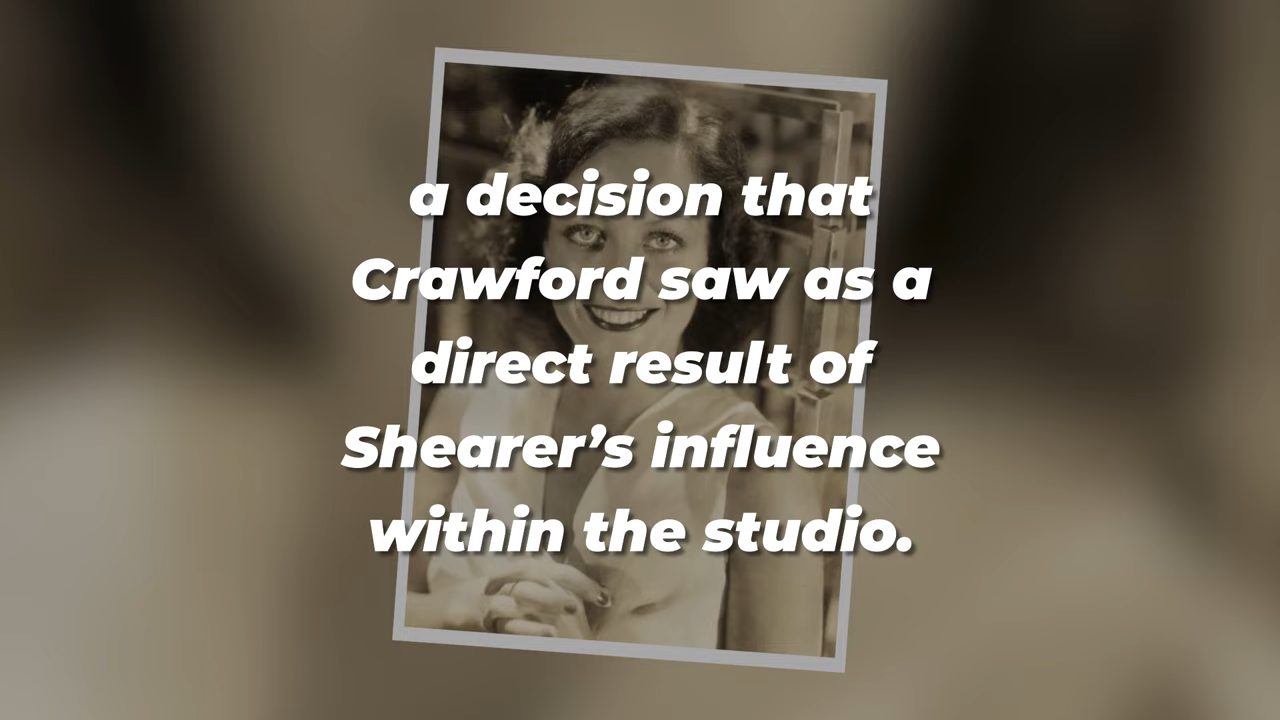 a decision that
Crawford saw as a
direct result of
Shearer’s influence
within the studio.